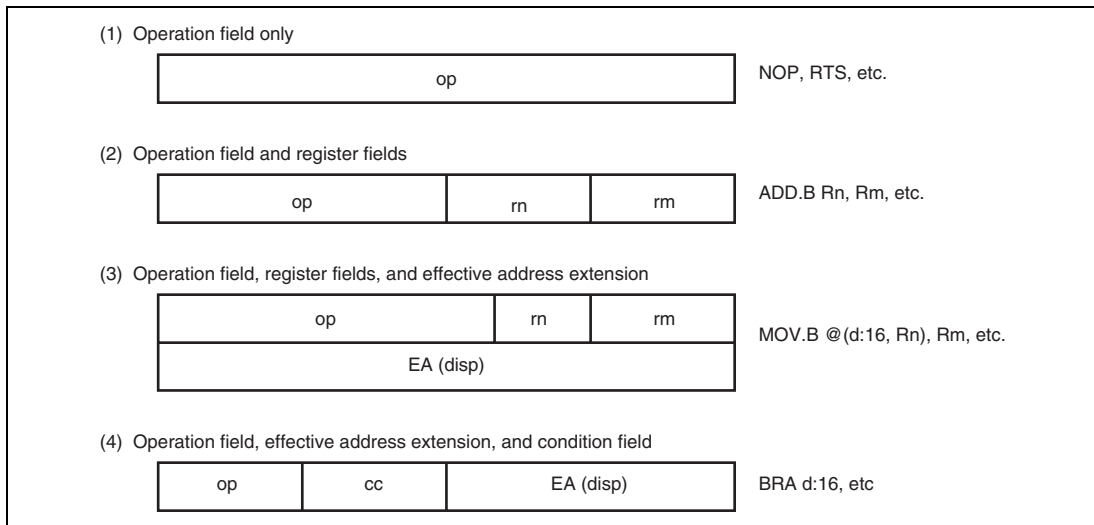 (1) Operation field only
op
NOP, RTS, etc.
(2) Operation field and register fields
op rn rm
ADD.B Rn, Rm, etc.
(3) Operation field, register fields, and effective address extension
op rn rm
MOV.B @(d:16, Rn), Rm, etc.
EA (disp)
(4) Operation field, effective address extension, and condition field
op cc EA (disp)
BRA d:16, etc